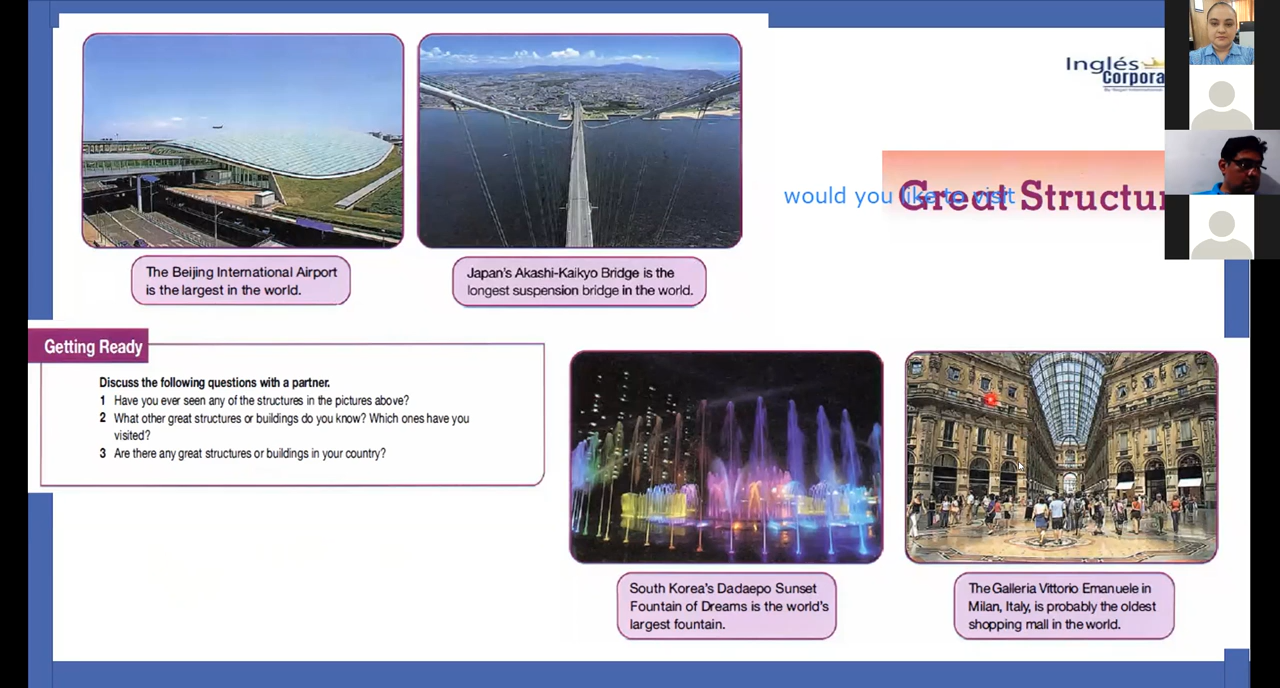 Inglés
Corpora
would you like to visit
Great Structu
The Beijing International Airport
is the largest in the world.
Japan's Akashi-Kaikyo Bridge is the
longest suspension bridge in the world.
Getting Ready
Discuss the following questions with a partner.
1 Have you ever seen any of the structures in the pictures above?
2 What other great structures or buildings do you know? Which ones have you
visited?
3 Are there any great structures or buildings in your country?
South Korea's Dadaepo Sunset
Fountain of Dreams is the world's
largest fountain.
The Galleria Vittorio Emanuele in
Milan, Italy, is probably the oldest
shopping mall in the world.